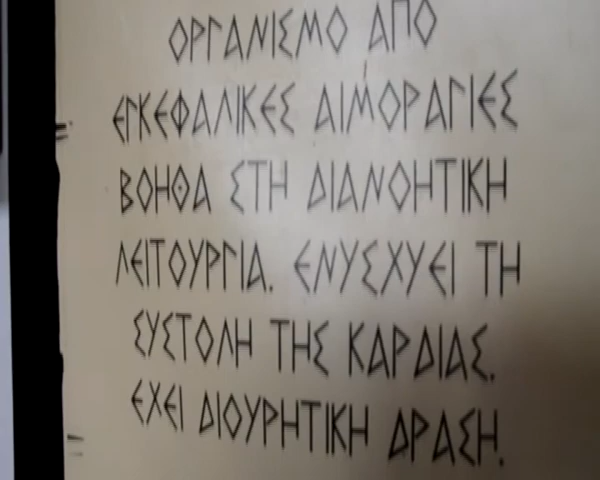 ΟΡΓΑΝΙΣΜΟ ΑΠΟ
ΕΓΚΕΦΑΛΙΚΕΣ ΑΙΜΟΡΑΓΙΕΣ
ΒΟΗΘΑ ΣΤΗ ΔΙΑΝΟΗΤΙΚΗ
ΛΕΙΤΟΥΡΓΙΑ. ΕΝΥΣΧΥΕΙ ΤΗ
ΣΥΣΤΟΛΗ ΤΗΣ ΚΑΡΔΙΑΣ.
ΕΧΕΙ ΔΙΟΥΡΗΤΙΚΗ ΔΡΑΣΗ.